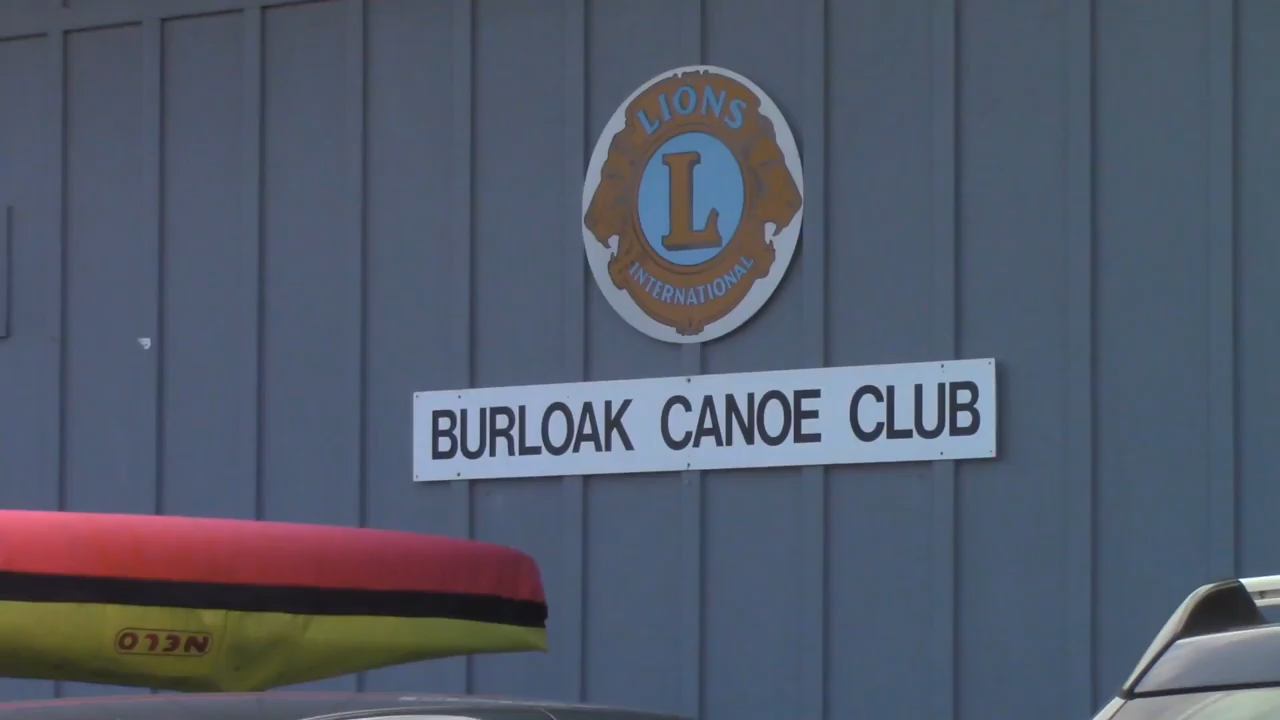 LIONS
L
INTERNATIONAL
BURLOAK CANOE CLUB
NELO